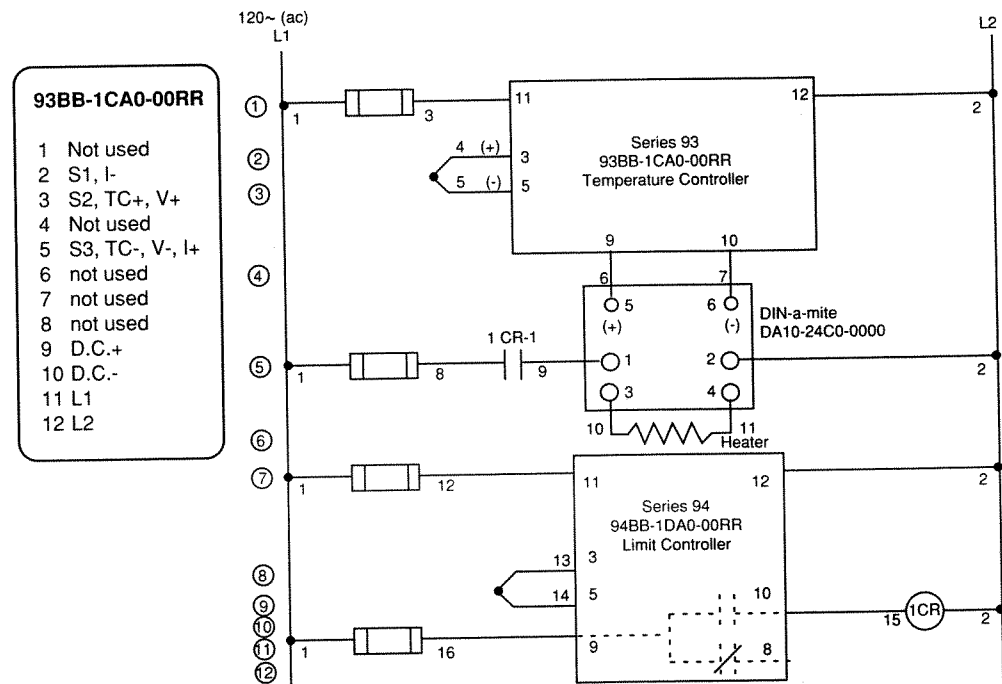 120~ (ac)
L1
L2
93BB-1CA0-00RR
1 Not used
2 S1, I-
3 S2, TC+, V+
4 Not used
5 S3, TC-, V-, I+
6 not used
7 not used
8 not used
9 D.C.+
10 D.C.-
11 L1
12 L2
1
1
3
11
12
2
Series 93
93BB-1CA0-00RR
Temperature Controller
2
4 (+) 3
3
5 (-) 5
9
10
4
6
7
5
6
(+)
(-)
DIN-a-mite
DA10-24C0-0000
5
1
8
1 CR-1
9
1
2
2
3
4
10
11
Heater
6
7
1
12
11
12
2
Series 94
94BB-1DA0-00RR
Limit Controller
8
13
3
9
14
5
10
10
15
1CR
2
11
1
16
9
8
12